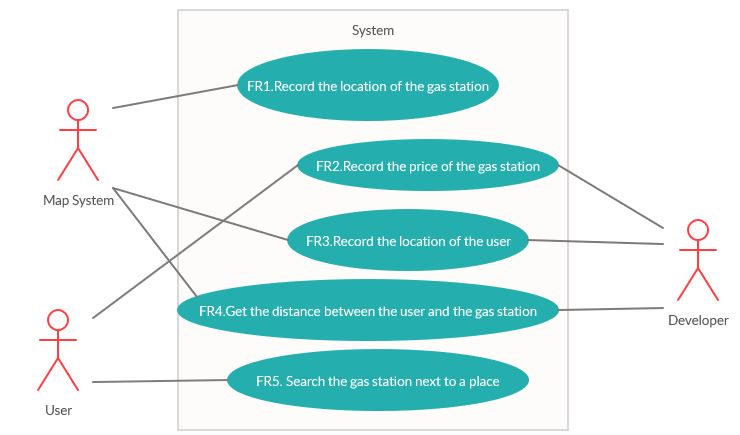 System
FR1.Record the location of the gas station
Map System
FR2.Record the price of the gas station
FR3.Record the location of the user
FR4.Get the distance between the user and the gas station
Developer
FR5. Search the gas station next to a place
User